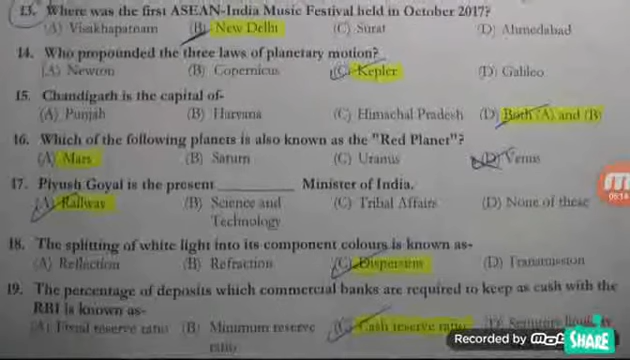 13. Where was the first ASEAN-India Music Festival held in October 2017?
(A) Visakhapatnam (B) New Delhi (C) Surat (D) Ahmedabad
14. Who propounded the three laws of planetary motion?
(A) Newton (B) Copernicus (C) Kepler (D) Galileo
15. Chandigarh is the capital of-
(A) Punjab (B) Haryana (C) Himachal Pradesh (D) Both (A) and (B)
16. Which of the following planets is also known as the "Red Planet"?
(A) Mars (B) Saturn (C) Uranus (D) Venus
17. Piyush Goyal is the present ________ Minister of India.
(A) Railway (B) Science and (C) Tribal Affairs (D) None of these
Technology
18. The splitting of white light into its component colours is known as-
(A) Reflection (B) Refraction (C) Dispersion (D) Transmission
19. The percentage of deposits which commercial banks are required to keep as cash with the
RBI is known as-
(A) reserve ratio (B) Minimum reserve (C) Cash reserve ratio (D)
ratio
Recorded by SHARE